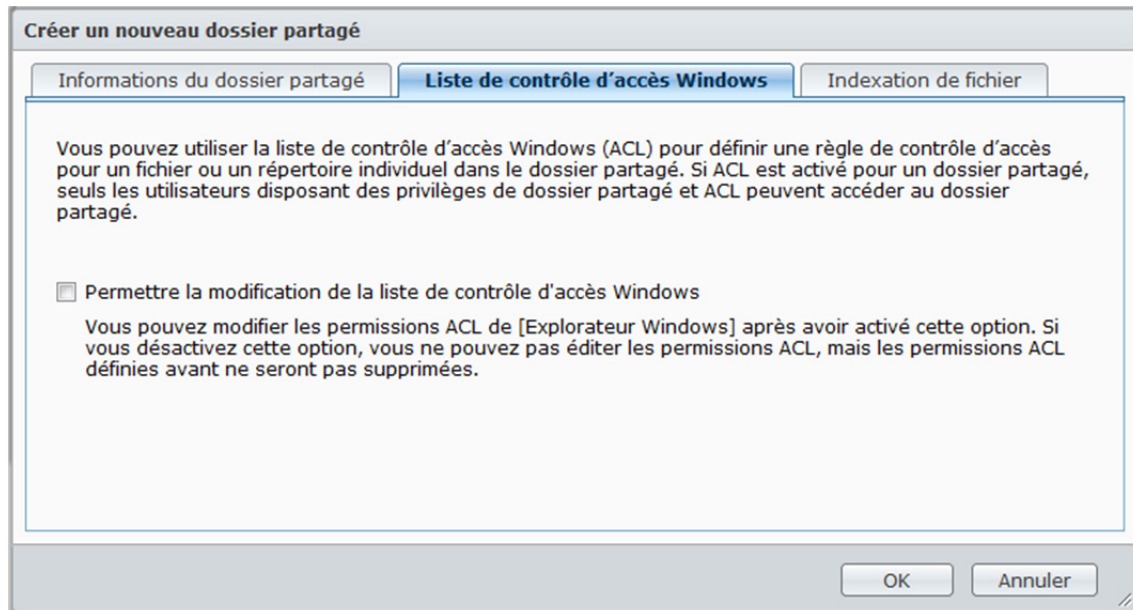 Créer un nouveau dossier partagé
Informations du dossier partagé
Liste de contrôle d'accès Windows
Indexation de fichier
Vous pouvez utiliser la liste de contrôle d'accès Windows (ACL) pour définir une règle de contrôle d'accès
pour un fichier ou un répertoire individuel dans le dossier partagé. Si ACL est activé pour un dossier partagé,
seuls les utilisateurs disposant des privilèges de dossier partagé et ACL peuvent accéder au dossier
partagé.
Permettre la modification de la liste de contrôle d'accès Windows
Vous pouvez modifier les permissions ACL de [Explorateur Windows] après avoir activé cette option. Si
vous désactivez cette option, vous ne pouvez pas éditer les permissions ACL, mais les permissions ACL
définies avant ne seront pas supprimées.
OK
Annuler